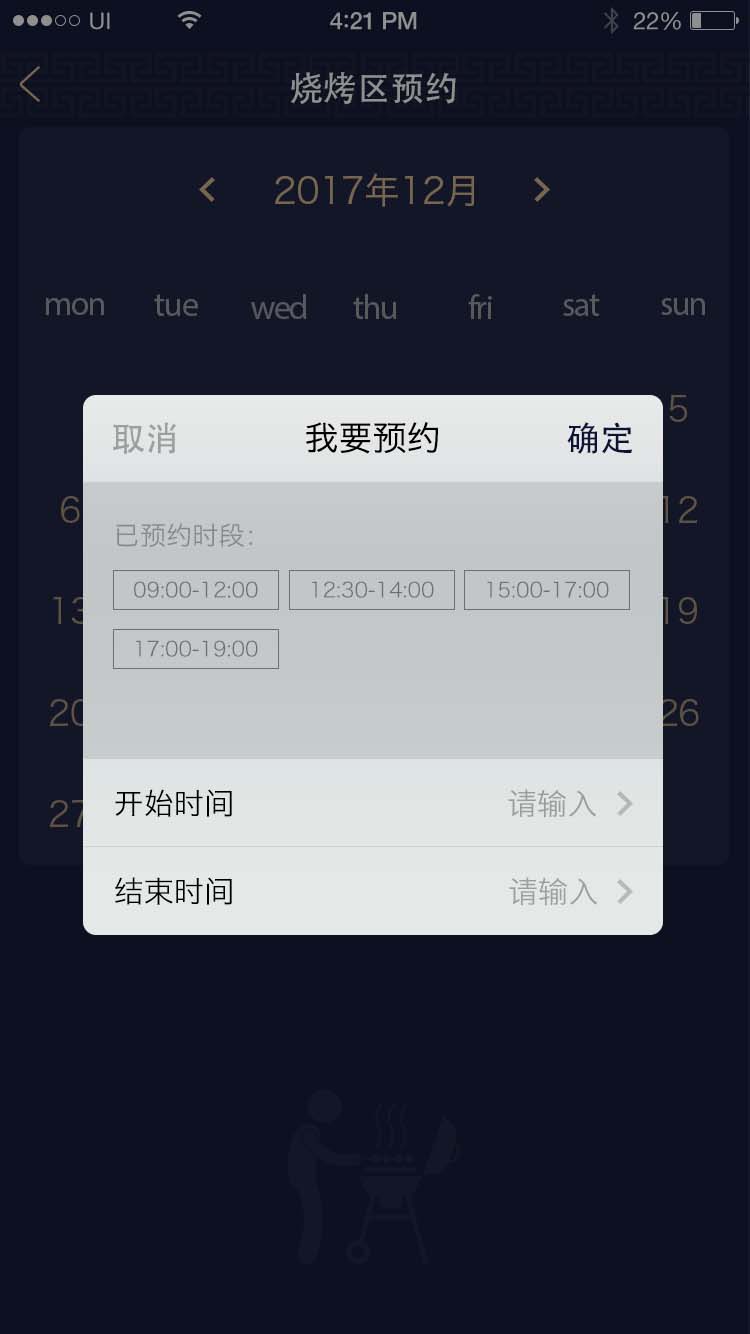 UI 4:21 PM 22%
烧烤区预约
2017年12月
mon tue wed thu fri sat sun
5
取消 我要预约 确定
6 12
已预约时段:
09:00-12:00 12:30-14:00 15:00-17:00
13 19
17:00-19:00
20 26
开始时间 请输入
27
结束时间 请输入